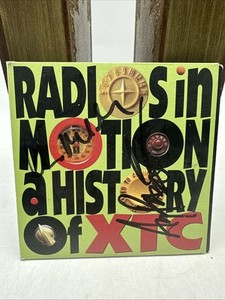 RADIOS in
MOTION
a HISTORY
Of XTC